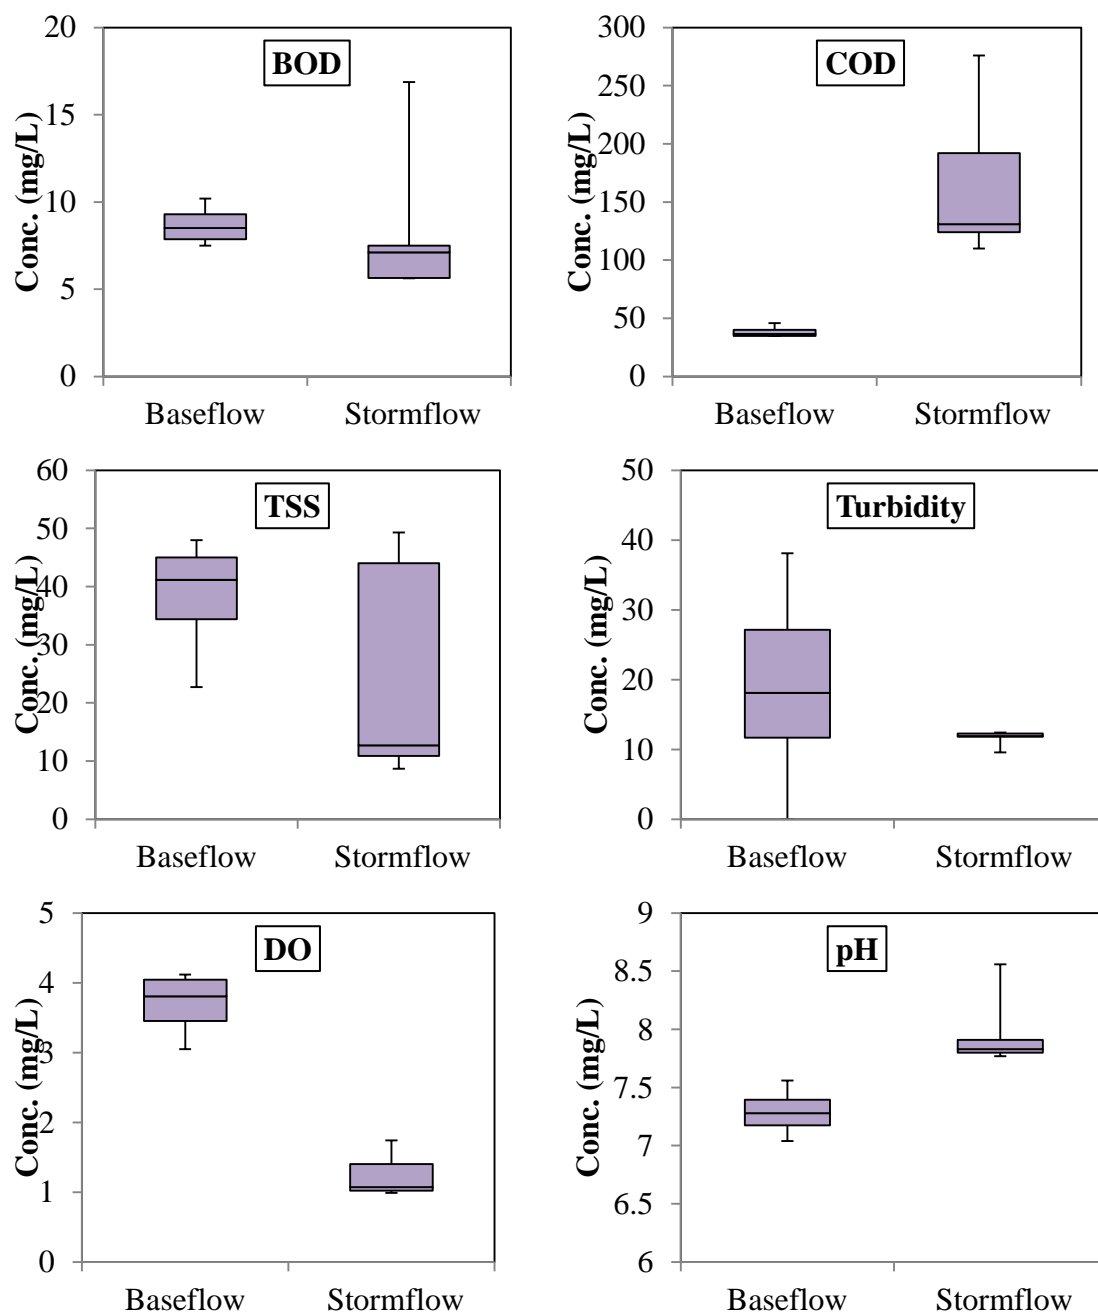 BOD
Conc. (mg/L)
20
15
10
5
0
Baseflow Stormflow
COD
Conc. (mg/L)
300
250
200
150
100
50
0
Baseflow Stormflow
TSS
Conc. (mg/L)
60
50
40
30
20
10
0
Baseflow Stormflow
Turbidity
Conc. (mg/L)
50
40
30
20
10
0
Baseflow Stormflow
DO
Conc. (mg/L)
5
4
3
2
1
0
Baseflow Stormflow
pH
Conc. (mg/L)
9
8.5
8
7.5
7
6.5
6
Baseflow Stormflow